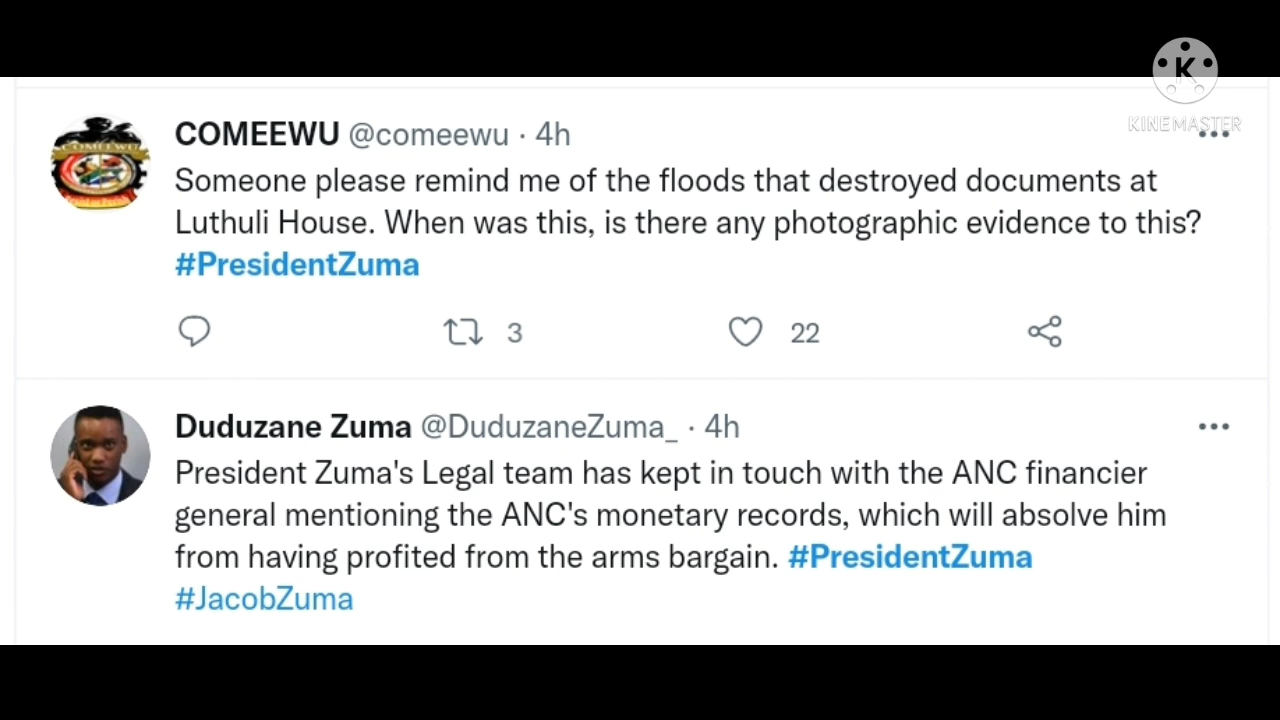 K
KINEMASTER
COMEEWU @comeewu · 4h
Someone please remind me of the floods that destroyed documents at
Luthuli House. When was this, is there any photographic evidence to this?
#PresidentZuma
3 22
Duduzane Zuma @DuduzaneZuma_ · 4h
President Zuma's Legal team has kept in touch with the ANC financier
general mentioning the ANC's monetary records, which will absolve him
from having profited from the arms bargain. #PresidentZuma
#JacobZuma